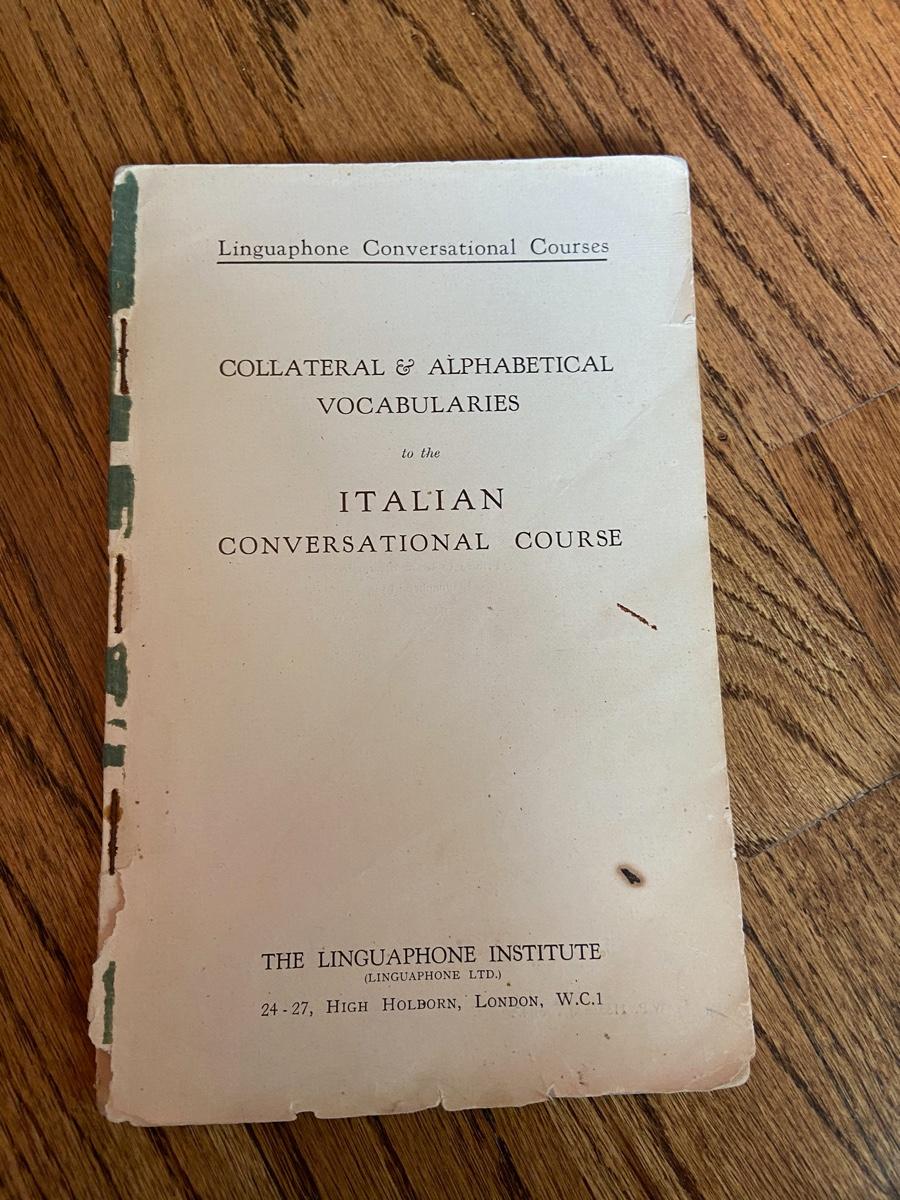 Linguaphone Conversational Courses
COLLATERAL & ALPHABETICAL
VOCABULARIES
to the
ITALIAN
CONVERSATIONAL COURSE
THE LINGUAPHONE INSTITUTE
(LINGUAPHONE LTD.)
24-27, HIGH HOLBORN, LONDON, W.C.1